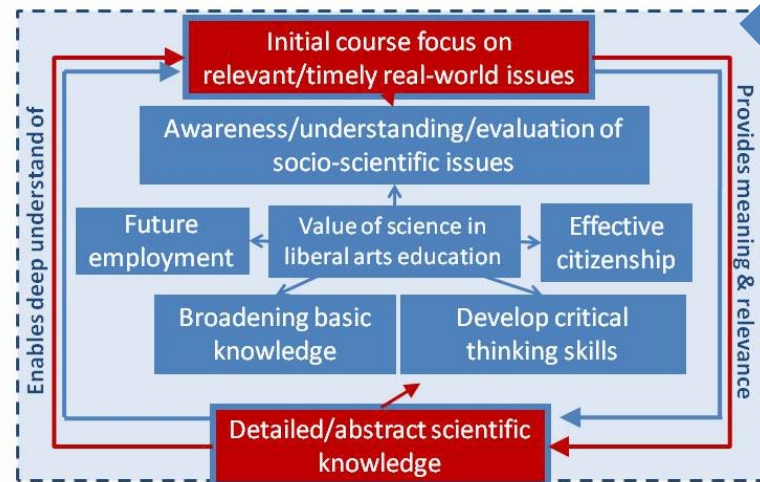 Initial course focus on
relevant/timely real-world issues
Awareness/understanding/evaluation of
socio-scientific issues
Future
employment
Value of science in
liberal arts education
Effective
citizenship
Broadening basic
knowledge
Develop critical
thinking skills
Detailed/abstract scientific
knowledge
Enables deep understand of
Provides meaning & relevance